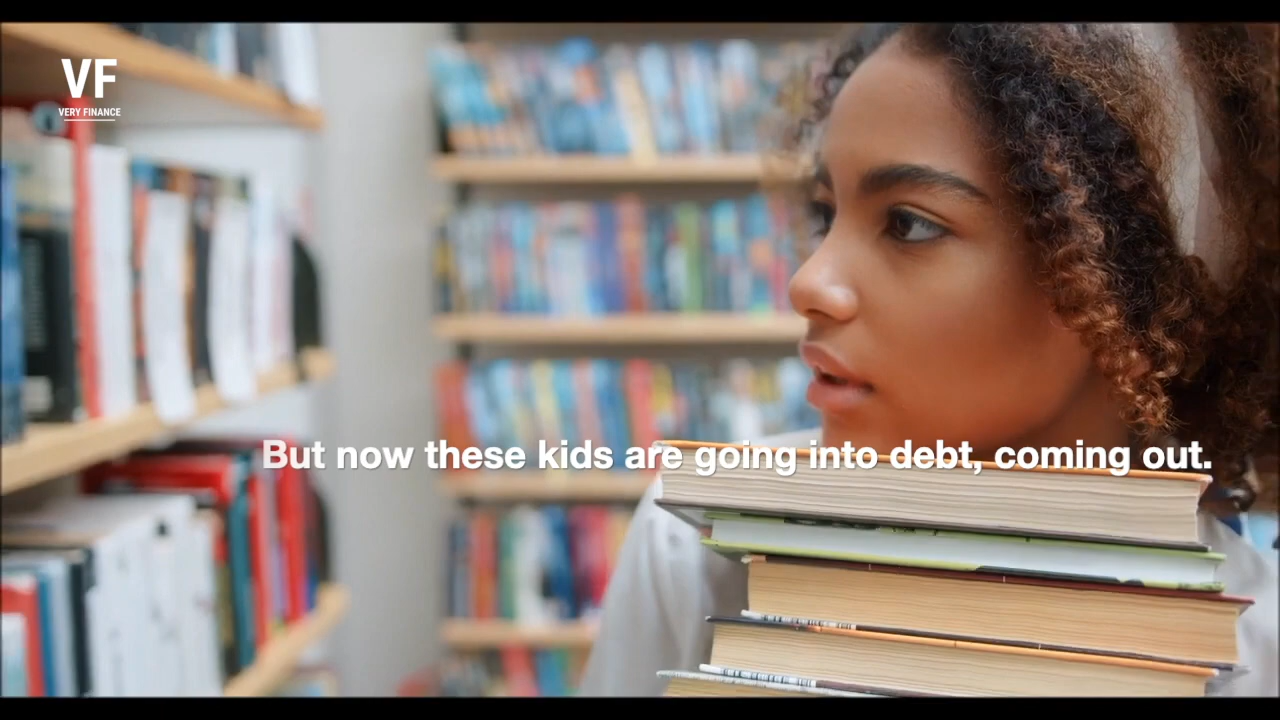 VF
VERY FINANCE
But now these kids are going into debt, coming out.